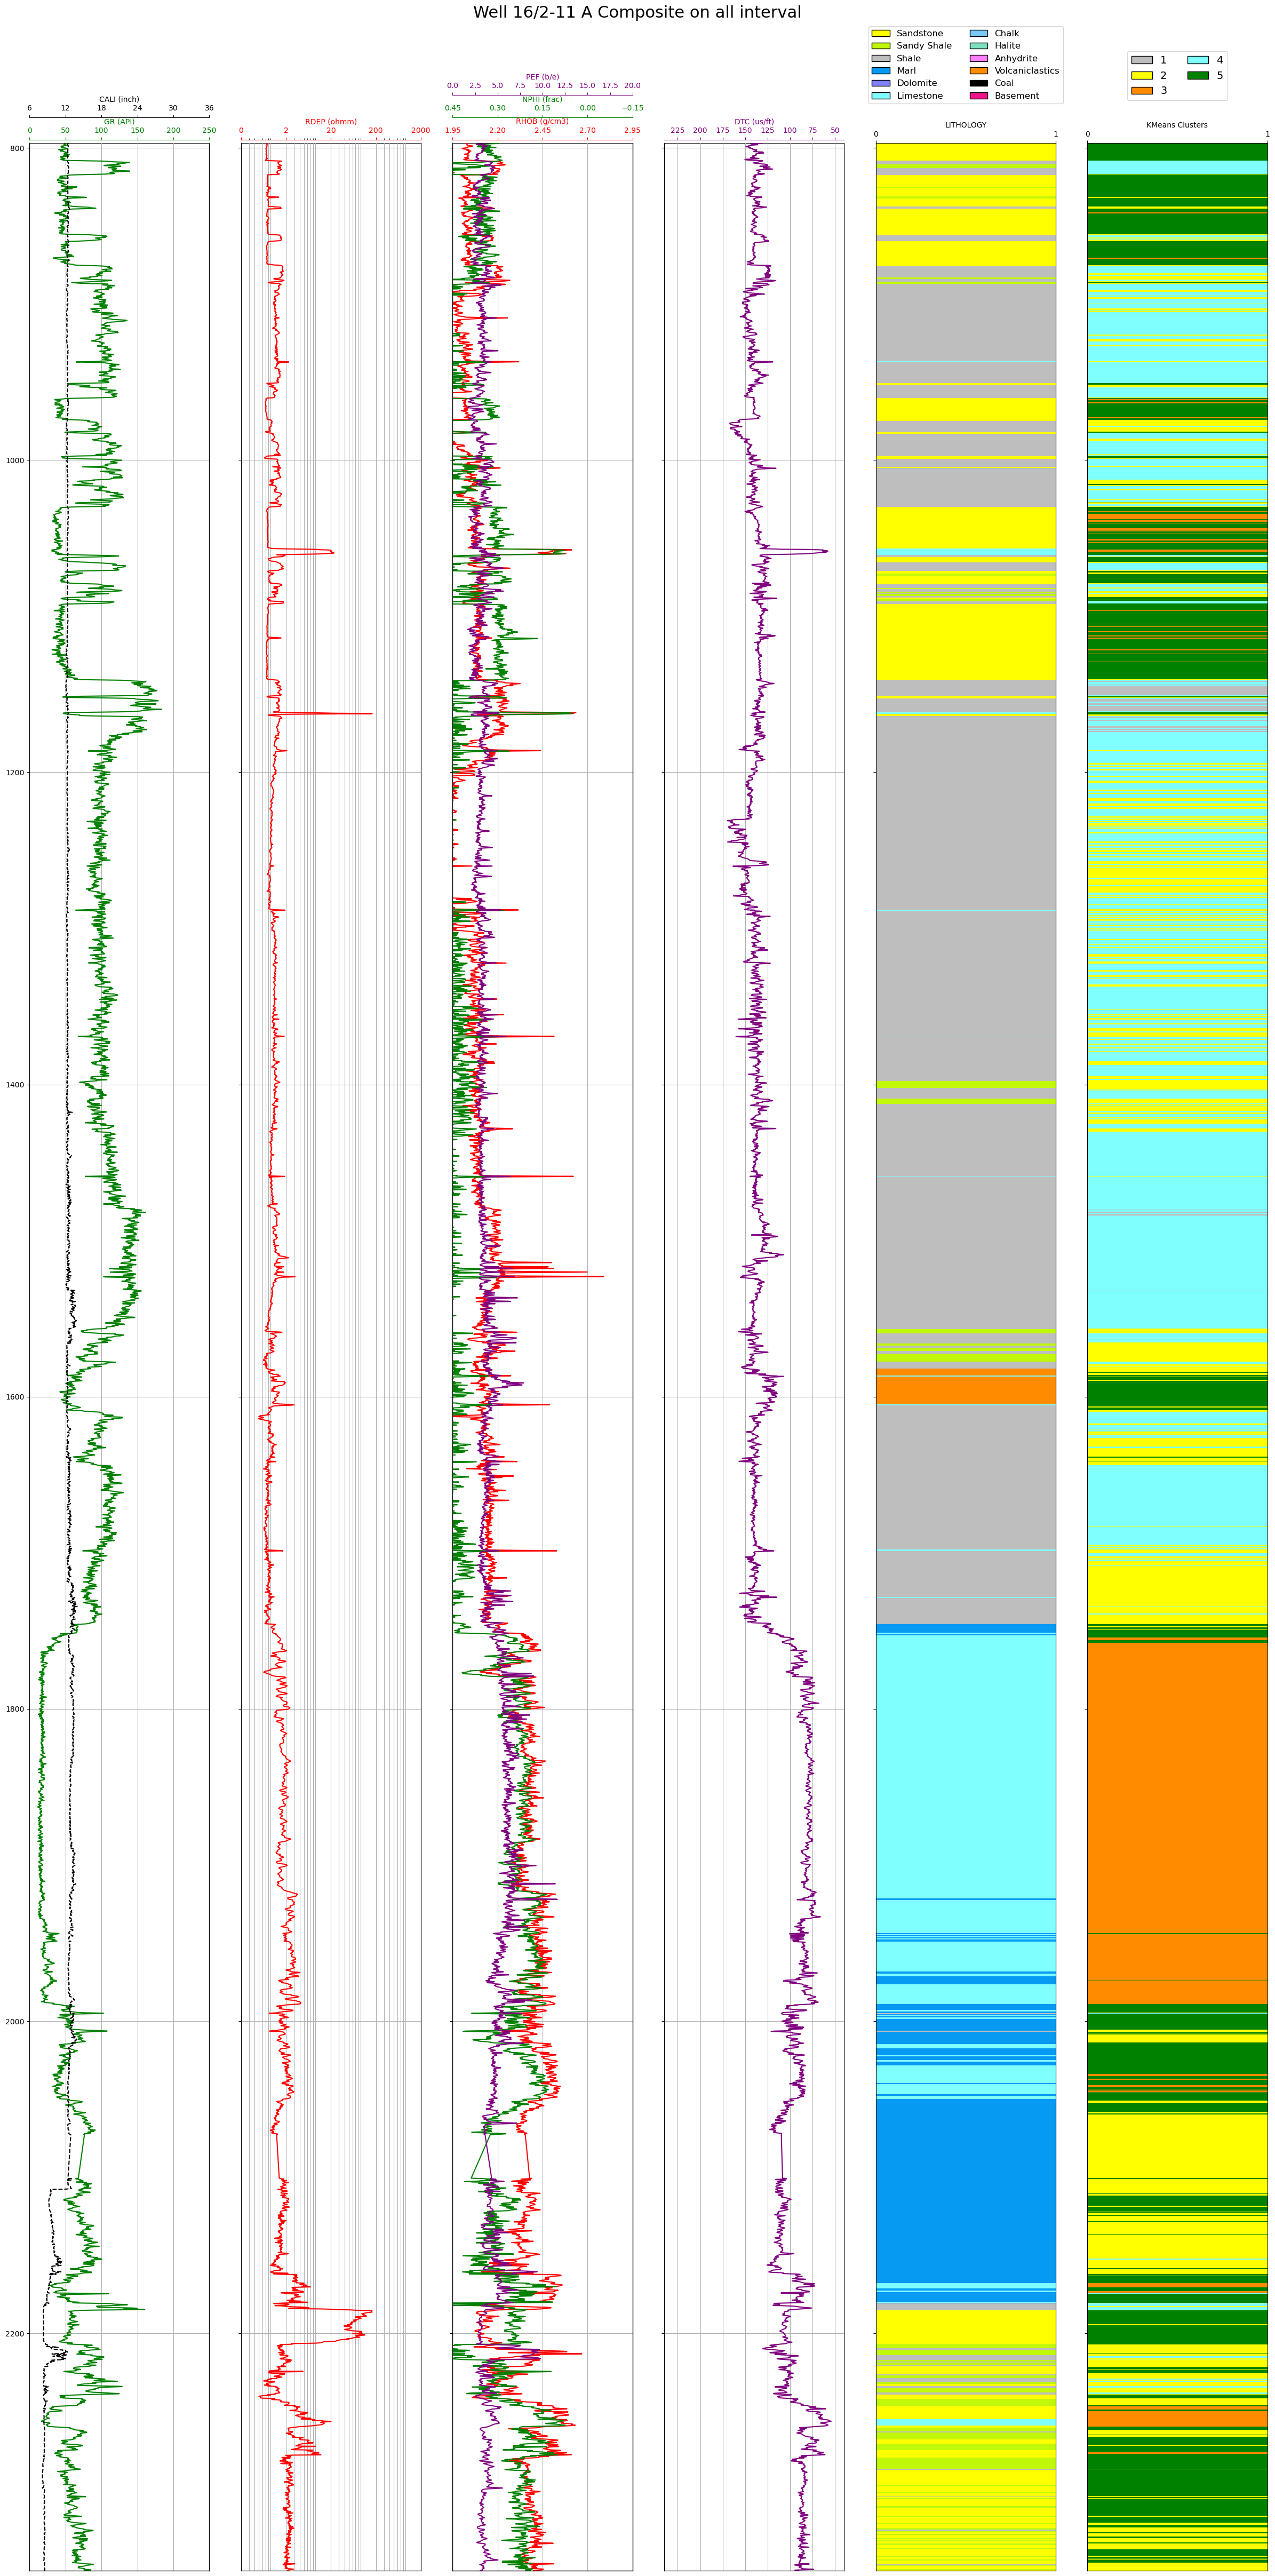 Well 16/2-11 A Composite on all interval
Sandstone Chalk
Sandy Shale Halite
Shale Anhydrite
Marl Volcaniclastics
Dolomite Coal
Limestone Basement
1 4
2 5
3
PEF (b/e)
0.0 2.5 5.0 7.5 10.0 12.5 15.0 17.5 20.0
CALI (inch) NPHI (frac)
6 12 18 24 30 36 0.45 0.30 0.15 0.00 −0.15
GR (API) RDEP (ohmm) RHOB (g/cm3) DTC (us/ft) LITHOLOGY KMeans Clusters
0 50 100 150 200 250 0 2 20 200 2000 1.95 2.20 2.45 2.70 2.95 225 200 175 150 125 100 75 50 0 1 0 1
800
1000
1200
1400
1600
1800
2000
2200